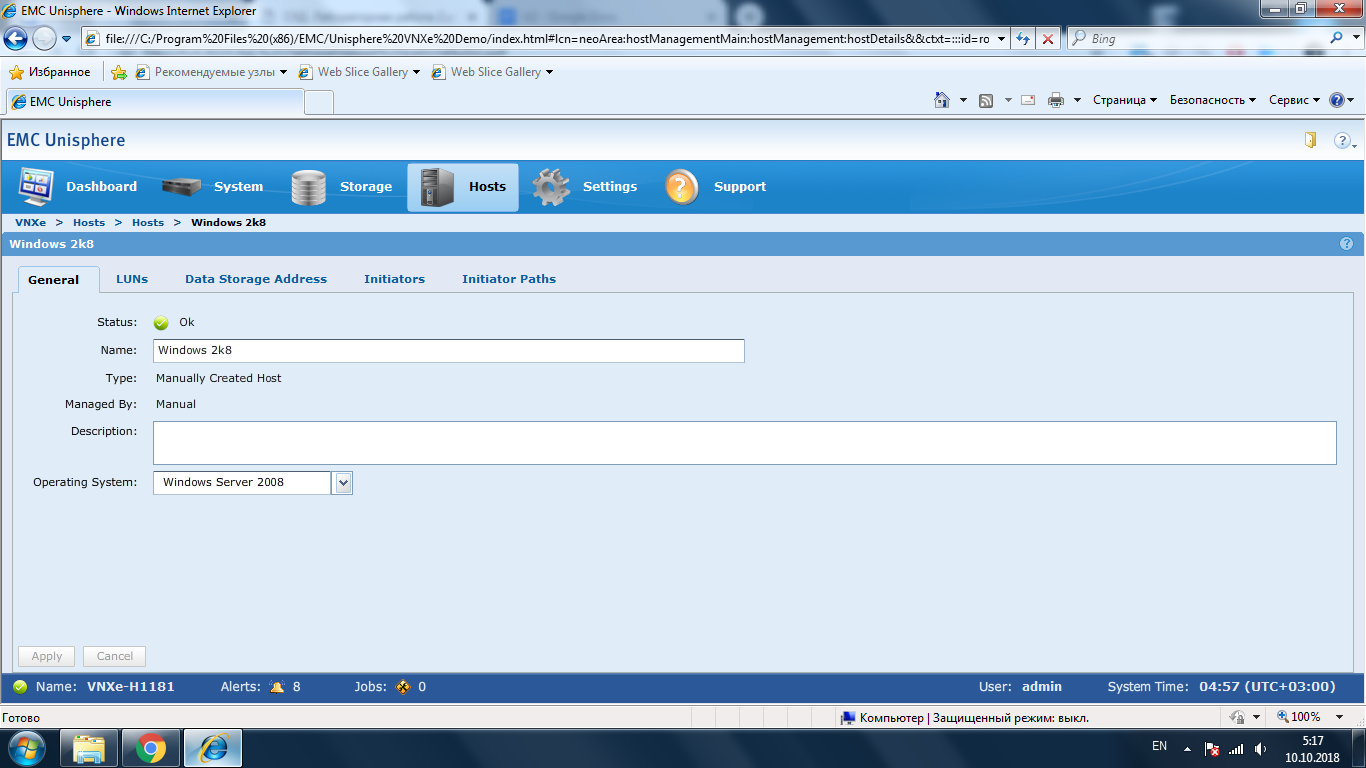 EMC Unisphere - Windows Internet Explorer
file:///C:/Program%20Files%20(x86)/EMC/Unisphere%20VNXe%20Demo/index.html#lcn=neoArea:hostManagementMain:hostManagement:hostDetails&&ctxt=:::id=ro
Bing
Избранное
Рекомендуемые узлы
Web Slice Gallery
Web Slice Gallery
EMC Unisphere
Страница
Безопасность
Сервис
EMC Unisphere
Dashboard
System
Storage
Hosts
Settings
Support
VNXe > Hosts > Hosts > Windows 2k8
Windows 2k8
General
LUNs
Data Storage Address
Initiators
Initiator Paths
Status: Ok
Name: Windows 2k8
Type: Manually Created Host
Managed By: Manual
Description:
Operating System: Windows Server 2008
Apply
Cancel
Name: VNXe-H1181
Alerts: 8
Jobs: 0
User: admin
System Time: 04:57 (UTC+03:00)
Готово
Компьютер | Защищенный режим: выкл.
100%
EN
5:17
10.10.2018